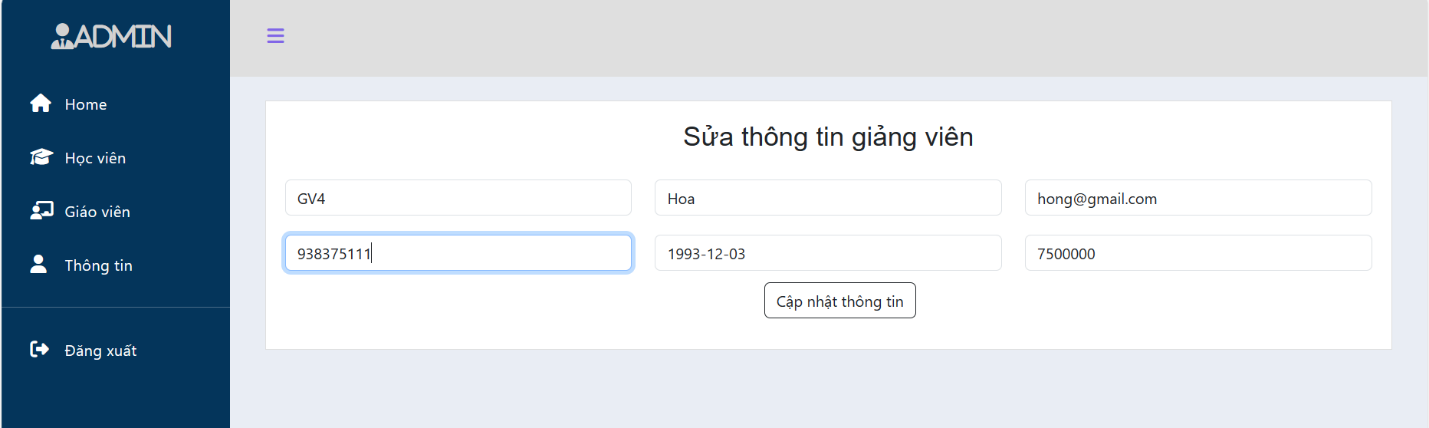 ADMIN
Home
Học viên
Giáo viên
Thông tin
Đăng xuất
Sửa thông tin giảng viên
GV4
Hoa
hong@gmail.com
938375111
1993-12-03
7500000
Cập nhật thông tin